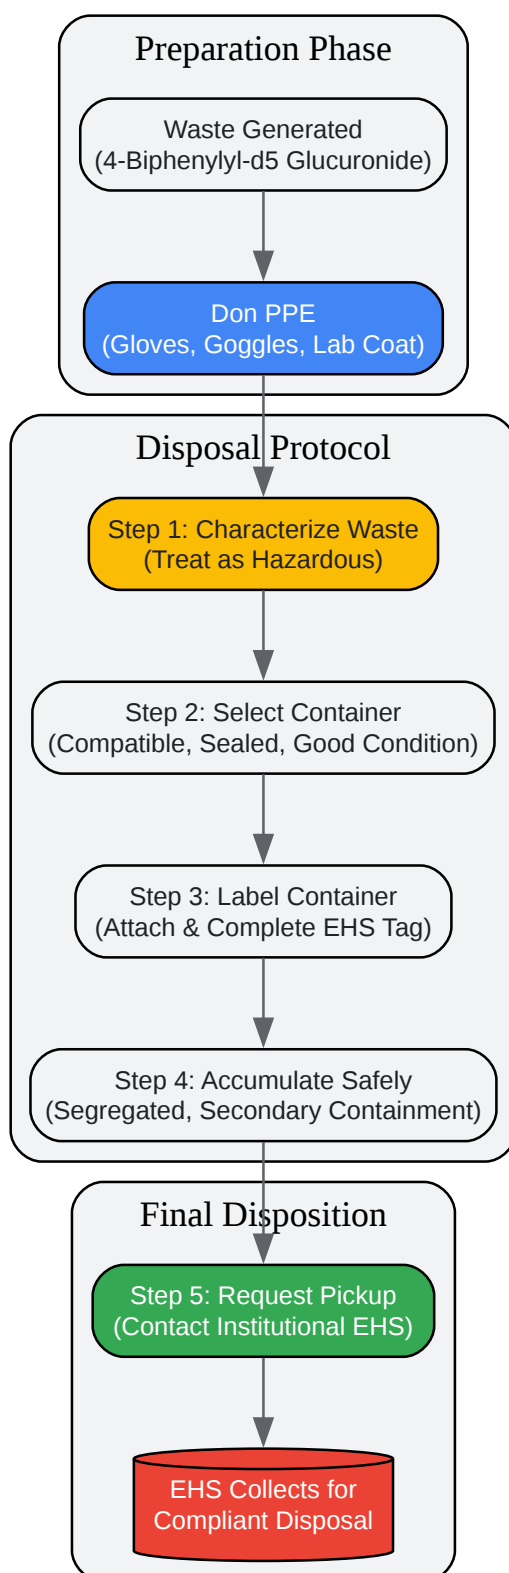 Preparation Phase
Waste Generated
(4-Biphenylyl-d5 Glucuronide)
Don PPE
(Gloves, Goggles, Lab Coat)
Disposal Protocol
Step 1: Characterize Waste
(Treat as Hazardous)
Step 2: Select Container
(Compatible, Sealed, Good Condition)
Step 3: Label Container
(Attach & Complete EHS Tag)
Step 4: Accumulate Safely
(Segregated, Secondary Containment)
Final Disposition
Step 5: Request Pickup
(Contact Institutional EHS)
EHS Collects for
Compliant Disposal